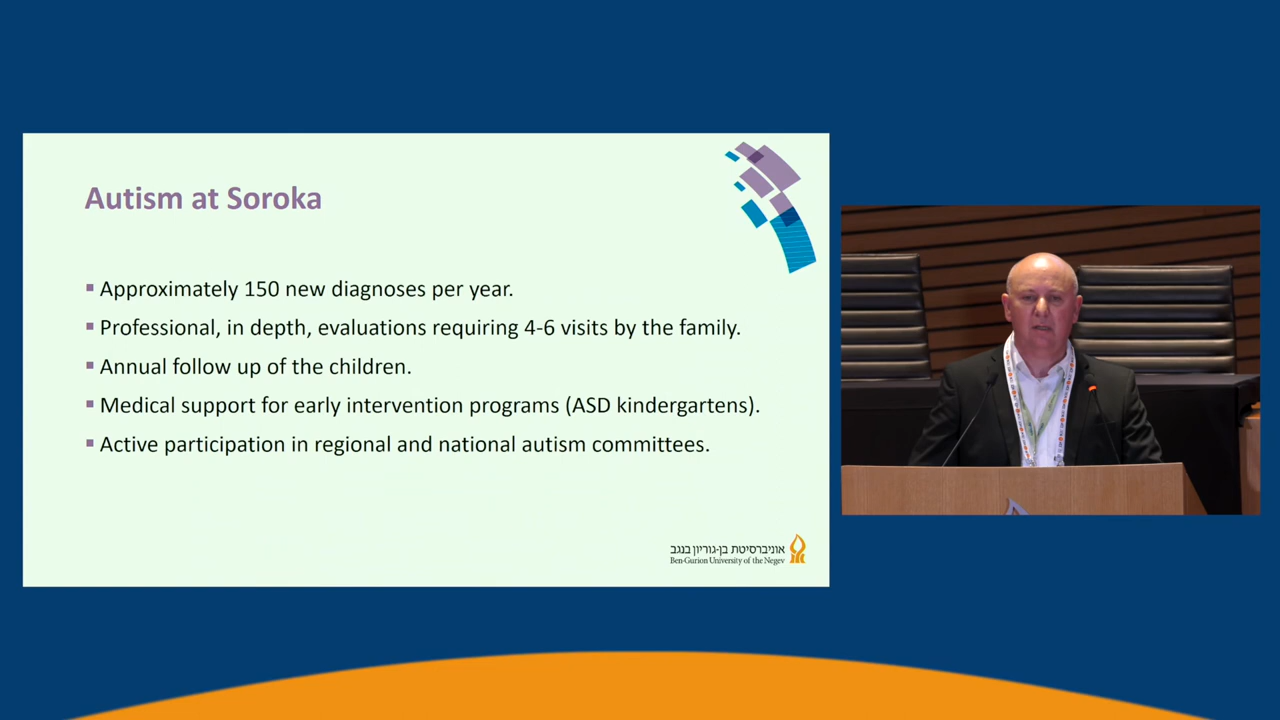 Autism at Soroka
▪ Approximately 150 new diagnoses per year.
▪ Professional, in depth, evaluations requiring 4-6 visits by the family.
▪ Annual follow up of the children.
▪ Medical support for early intervention programs (ASD kindergartens).
▪ Active participation in regional and national autism committees.
אוניברסיטת בן-גוריון בנגב
Ben-Gurion University of the Negev